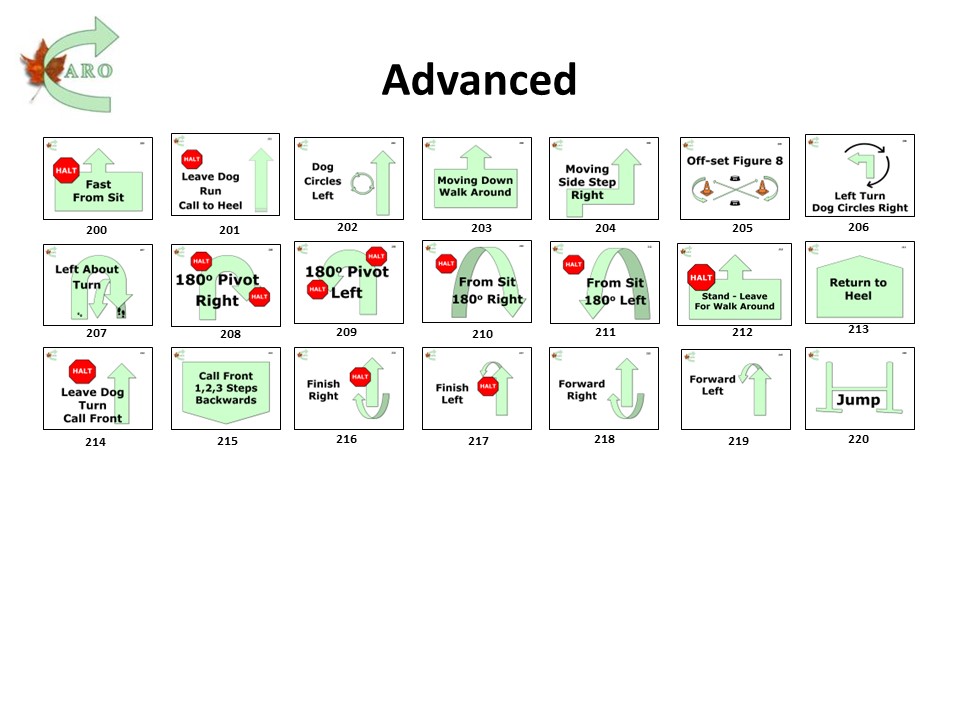 ARO
Advanced
HALT
Fast
From Sit
200
HALT
Leave Dog
Run
Call to Heel
201
Dog
Circles
Left
202
Moving Down
Walk Around
203
Moving
Side Step
Right
204
Off-set Figure 8
205
Left Turn
Dog Circles Right
206
Left About
Turn
207
HALT
180º Pivot
Right
HALT
208
HALT
180º Pivot
HALT
Left
209
HALT
From Sit
180º Right
210
HALT
From Sit
180º Left
211
HALT
Stand - Leave
For Walk Around
212
Return to
Heel
213
HALT
Leave Dog
Turn
Call Front
214
Call Front
1,2,3 Steps
Backwards
215
Finish
Right
HALT
216
Finish
Left
HALT
217
Forward
Right
218
Forward
Left
219
Jump
220